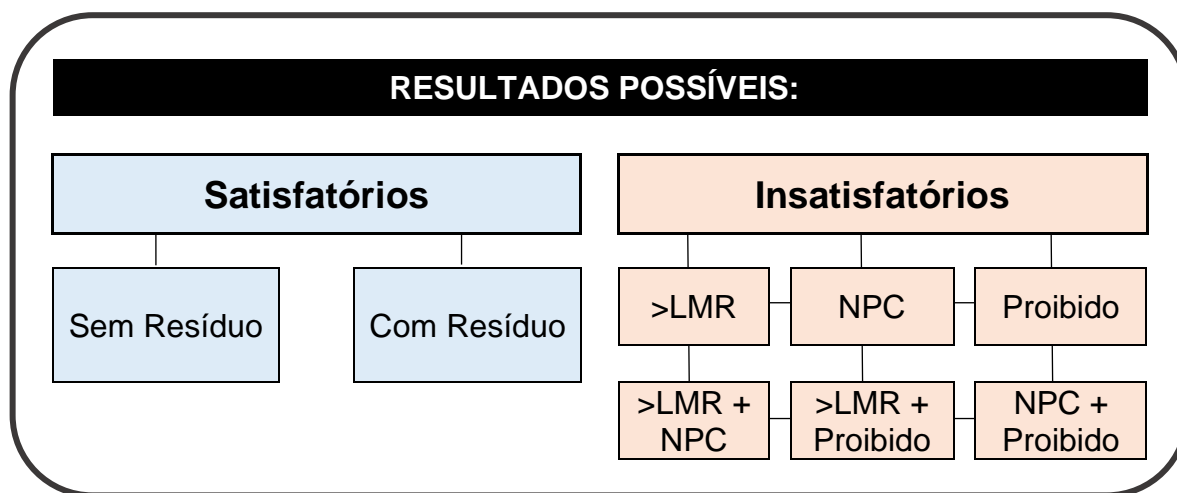 RESULTADOS POSSÍVEIS:
Satisfatórios
Insatisfatórios
Sem Resíduo
Com Resíduo
>LMR
NPC
Proibido
>LMR +
NPC
>LMR +
Proibido
NPC +
Proibido